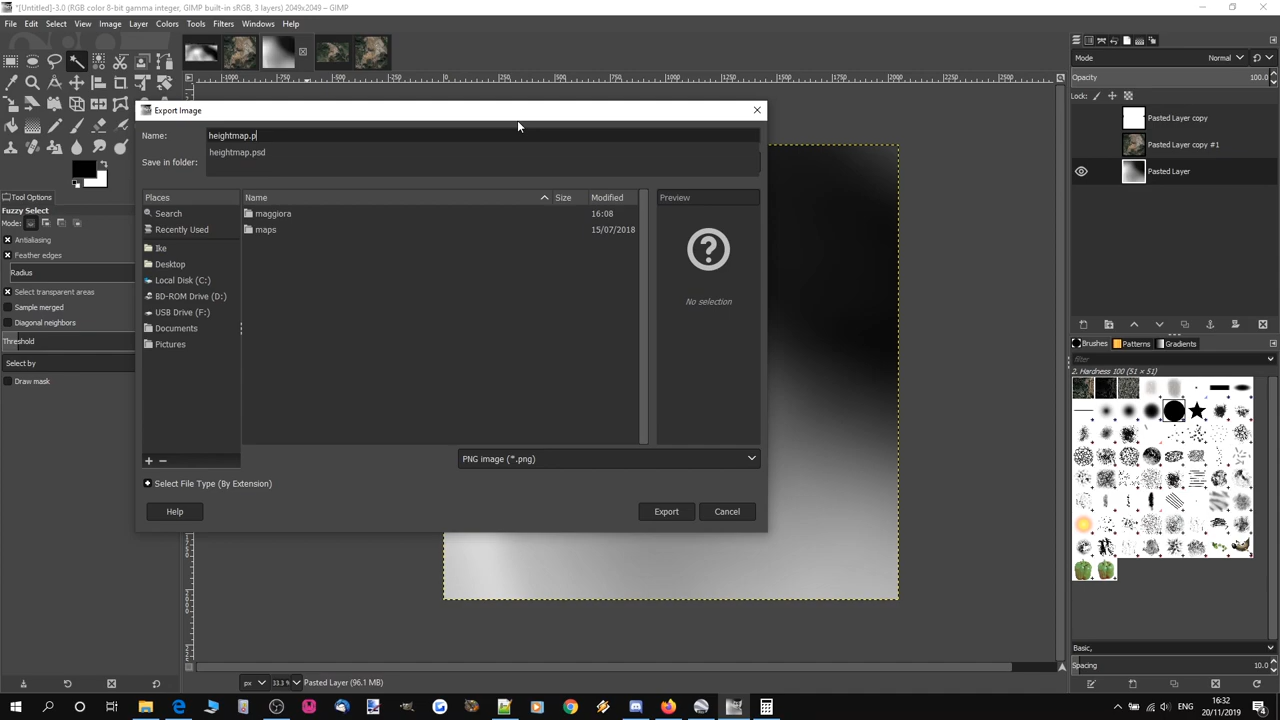 *[Untitled]-3.0 (RGB color 8-bit gamma integer, GIMP built-in sRGB, 3 layers) 2049x2049 – GIMP
File Edit Select View Image Layer Colors Tools Filters Windows Help
Mode Normal
Opacity 100.0
Lock:
Export Image
Name: heightmap.p
heightmap.psd
Save in folder:
Places
Search
Recently Used
Ike
Desktop
Local Disk (C:)
BD-ROM Drive (D:)
USB Drive (F:)
Documents
Pictures
Name Size Modified
maggiora 16:08
maps 15/07/2018
Preview
No selection
PNG image (*.png)
Select File Type (By Extension)
Help Export Cancel
Tool Options
Fuzzy Select
Mode:
Antialiasing
Feather edges
Radius
Select transparent areas
Sample merged
Diagonal neighbors
Threshold
Select by
Draw mask
Pasted Layer copy
Pasted Layer copy #1
Pasted Layer
Brushes Patterns Gradients
filter
2. Hardness 100 (51 × 51)
Basic,
Spacing 10.0
px 33.3 % Pasted Layer (96.1 MB)
16:32
20/11/2019